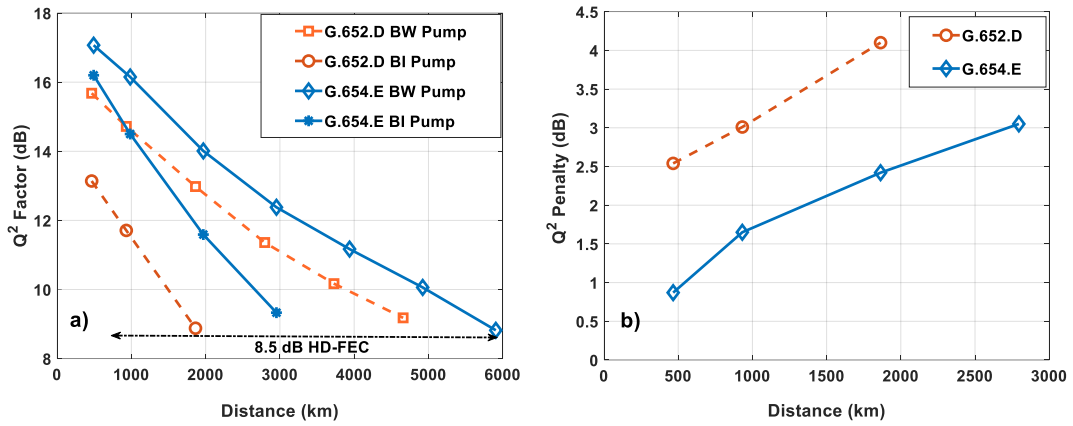 18
16
14
12
10
8
0
1000
2000
3000
4000
5000
6000
Q² Factor (dB)
Distance (km)
G.652.D BW Pump
G.652.D BI Pump
G.654.E BW Pump
G.654.E BI Pump
a)
8.5 dB HD-FEC
4.5
4
3.5
3
2.5
2
1.5
1
0.5
0
0
500
1000
1500
2000
2500
3000
Q² Penalty (dB)
Distance (km)
G.652.D
G.654.E
b)